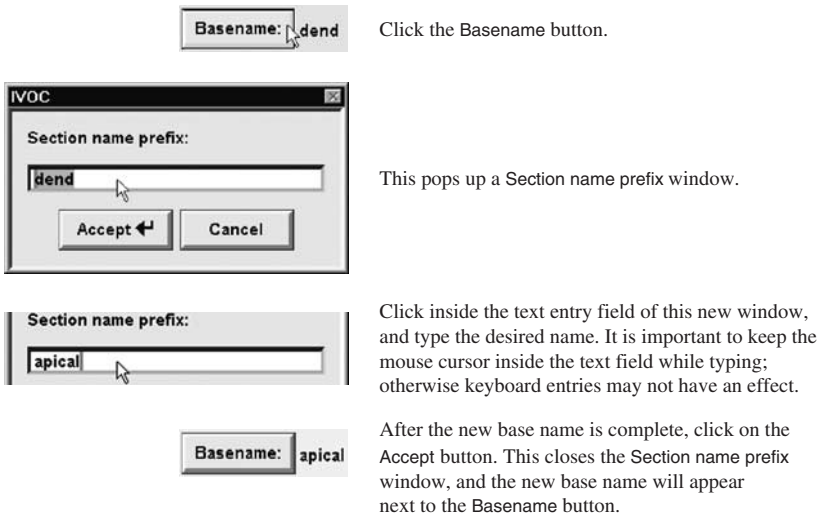 Basename: dend
Click the Basename button.
IVOC
Section name prefix:
dend
Accept
Cancel
This pops up a Section name prefix window.
Section name prefix:
apical
Click inside the text entry field of this new window,
and type the desired name. It is important to keep the
mouse cursor inside the text field while typing;
otherwise keyboard entries may not have an effect.
Basename: apical
After the new base name is complete, click on the
Accept button. This closes the Section name prefix
window, and the new base name will appear
next to the Basename button.